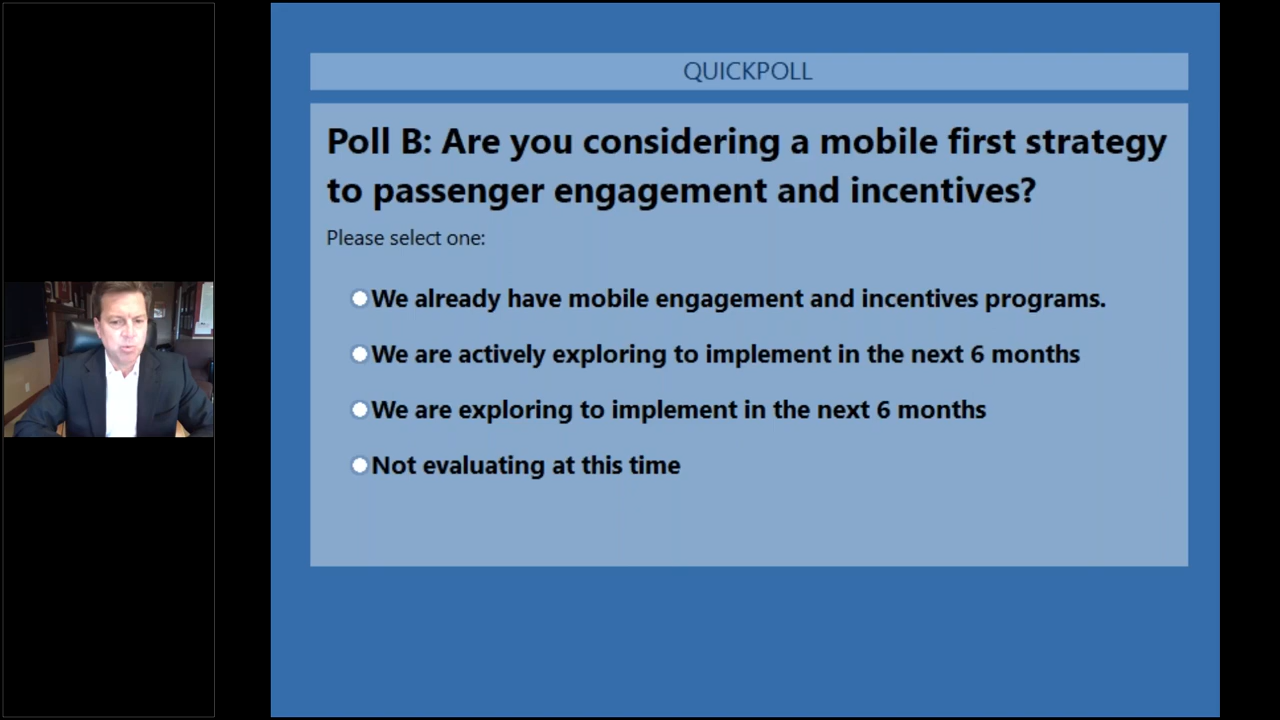 QUICKPOLL
Poll B: Are you considering a mobile first strategy
to passenger engagement and incentives?
Please select one:
We already have mobile engagement and incentives programs.
We are actively exploring to implement in the next 6 months
We are exploring to implement in the next 6 months
Not evaluating at this time